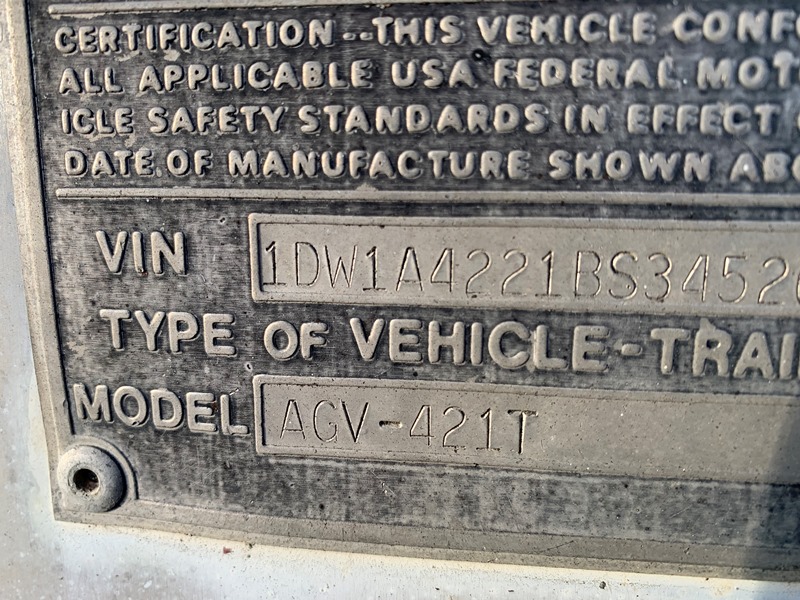 CERTIFICATION--THIS VEHICLE CONF
ALL APPLICABLE USA FEDERAL MOT
ICLE SAFETY STANDARDS IN EFFECT
DATE OF MANUFACTURE SHOWN AB
VIN 1DW1A4221BS3452
TYPE OF VEHICLE-TRAI
MODEL AGV-421T